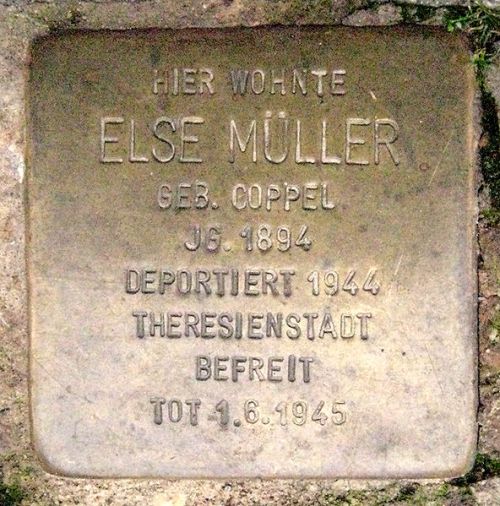 HIER WOHNTE
ELSE MÜLLER
GEB. COPPEL
JG. 1894
DEPORTIERT 1944
THERESIENSTADT
BEFREIT
TOT 1.6.1945